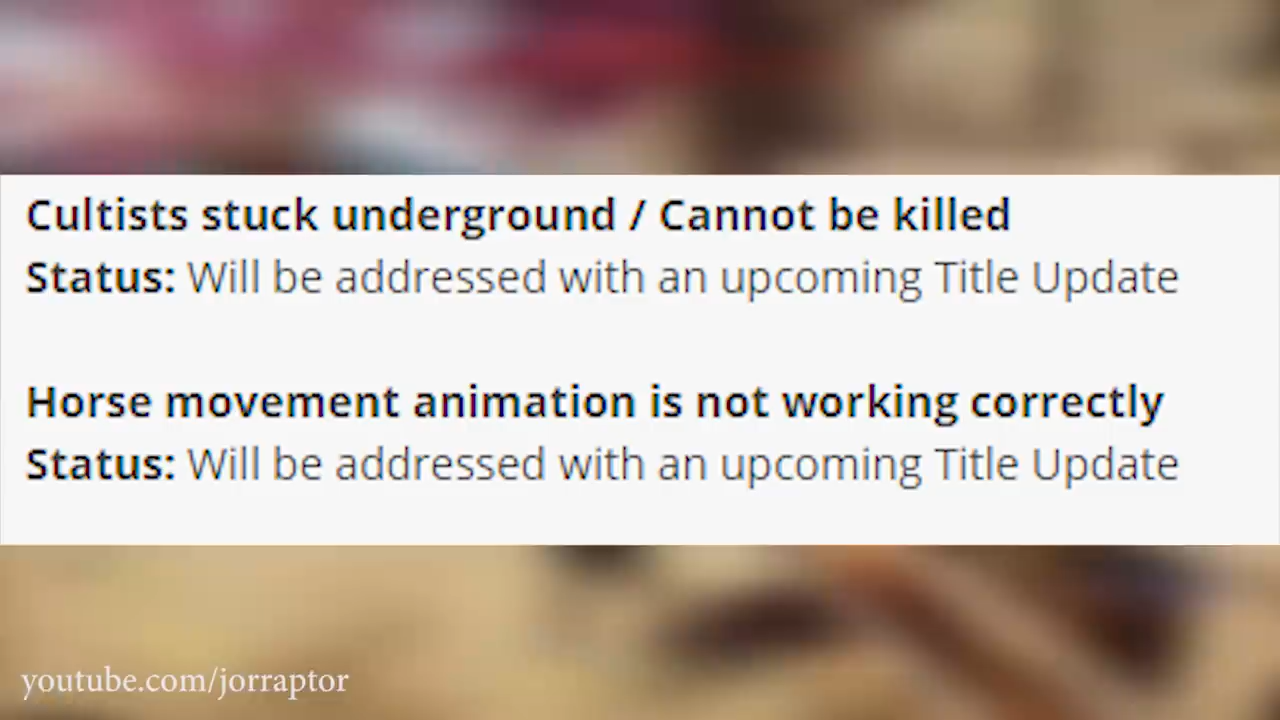 Cultists stuck underground / Cannot be killed
Status: Will be addressed with an upcoming Title Update
Horse movement animation is not working correctly
Status: Will be addressed with an upcoming Title Update
youtube.com/jorraptor